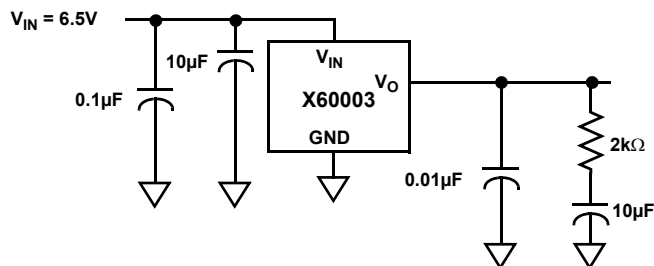 V_IN = 6.5V
10µF
0.1µF
V_IN
V_O
X60003
GND
0.01µF
2kΩ
10µF